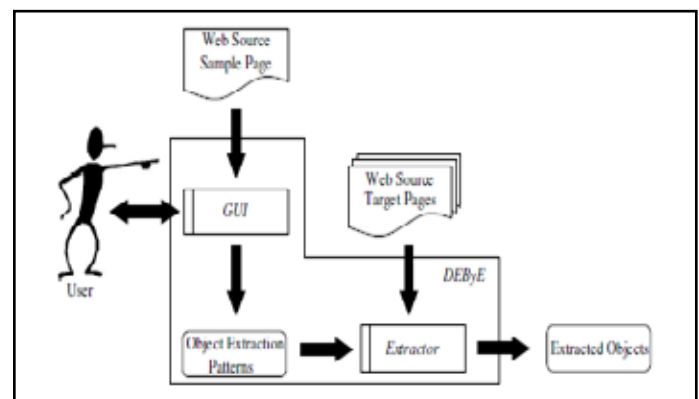 Web Source
Sample Page
GUI
Web Source
Target Pages
User
DEByE
Object Extraction
Patterns
Extractor
Extracted Objects